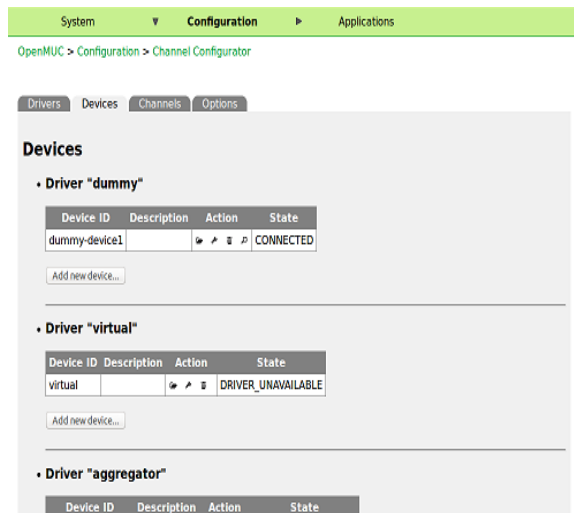 System ▼ Configuration ▶ Applications
OpenMUC > Configuration > Channel Configurator
Drivers Devices Channels Options
Devices
• Driver "dummy"
Device ID Description Action State
dummy-device1 CONNECTED
Add new device...
• Driver "virtual"
Device ID Description Action State
virtual DRIVER_UNAVAILABLE
Add new device...
• Driver "aggregator"
Device ID Description Action State